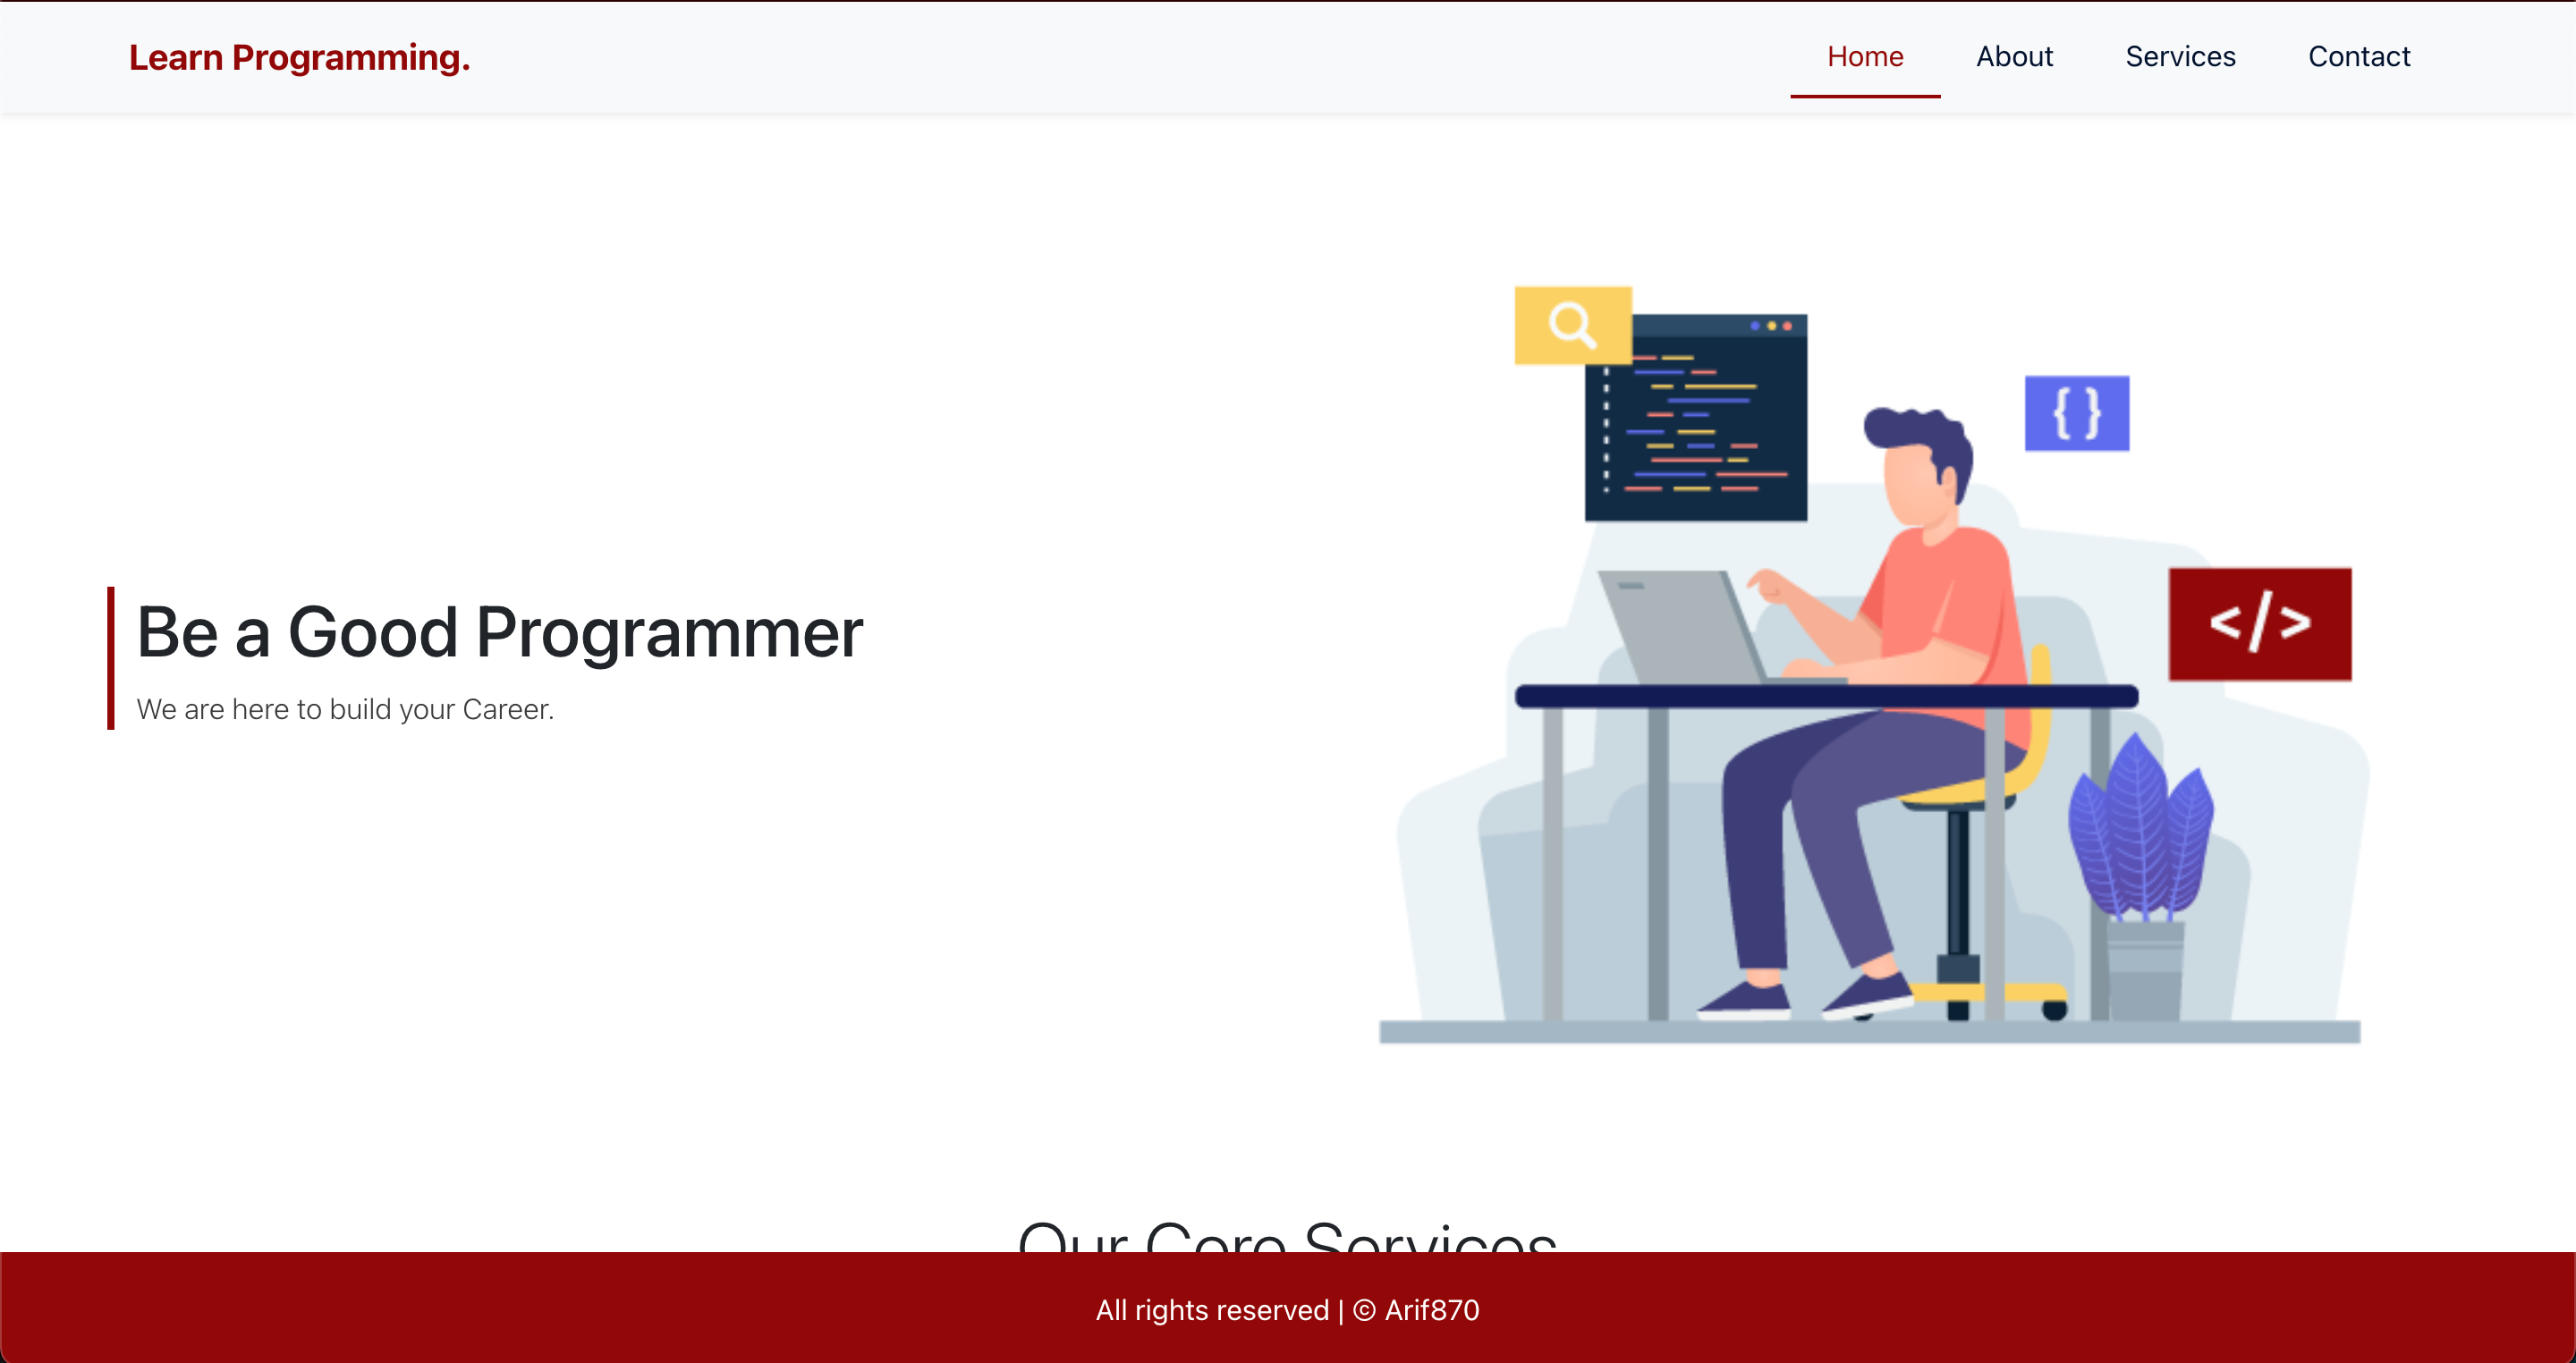 Learn Programming.
Home About Services Contact
{ }
</>
Be a Good Programmer
We are here to build your Career.
Our Core Services
All rights reserved | © Arif870